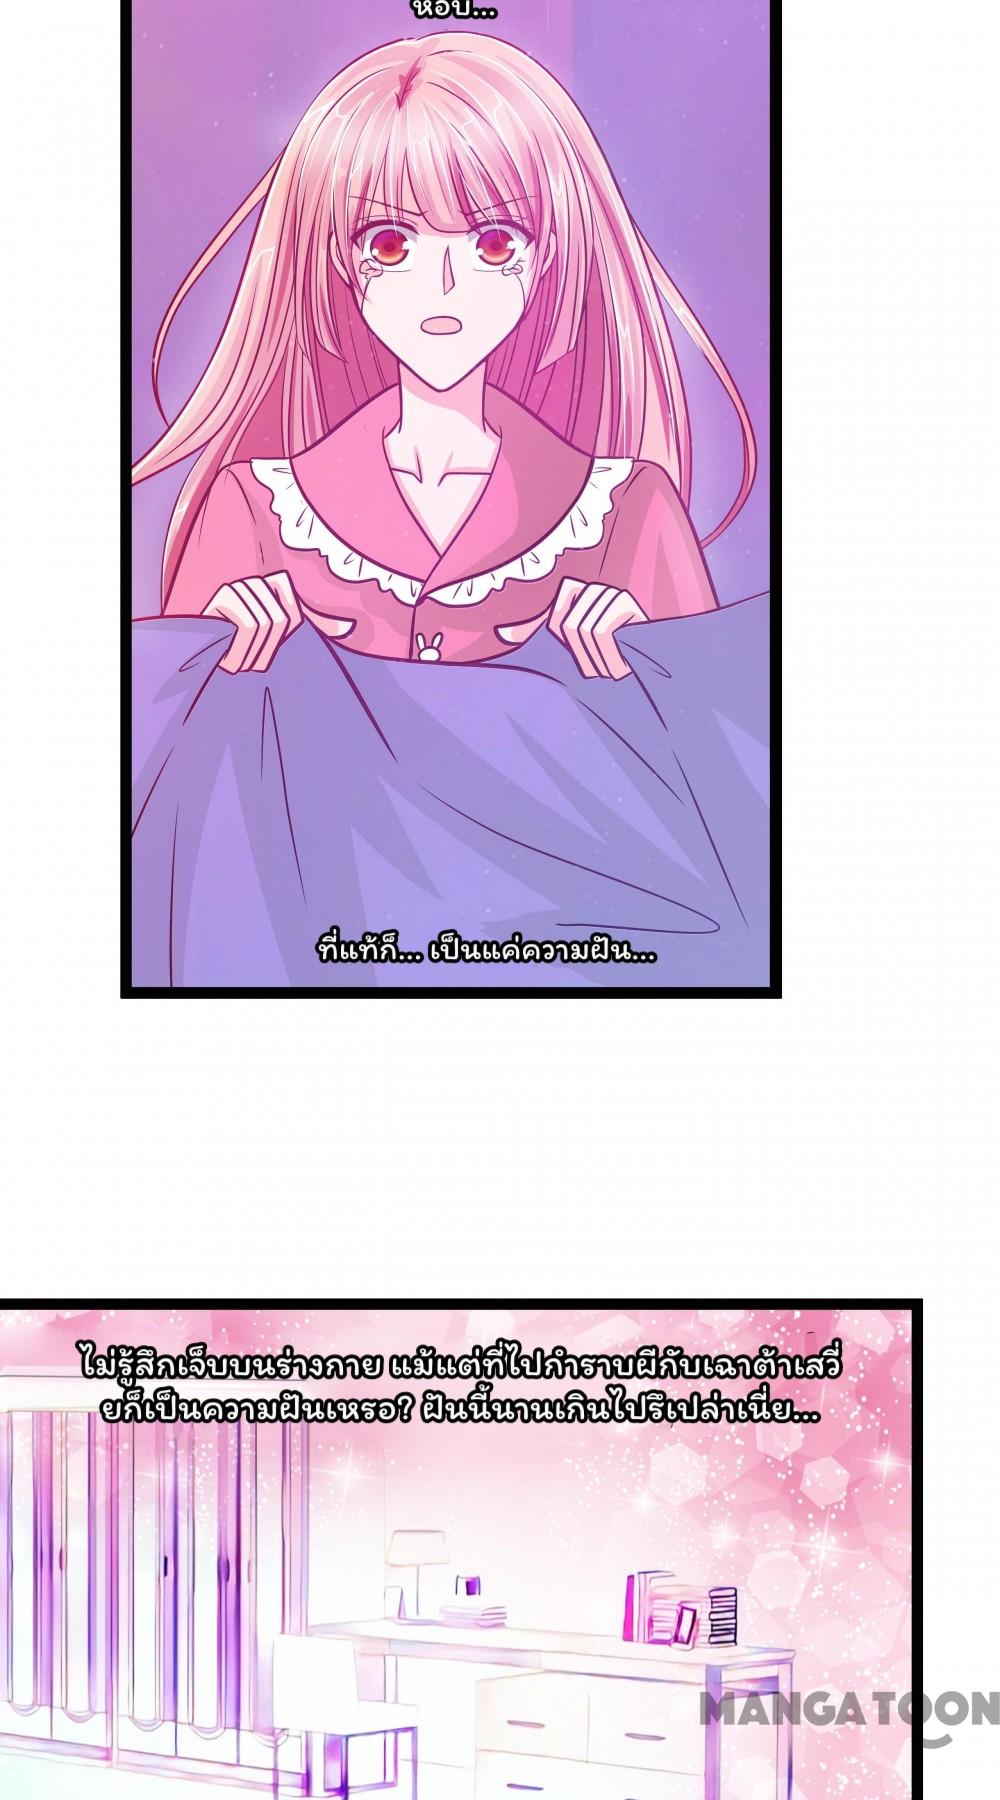 หอบ...
ที่แท้ก็... เป็นแค่ความฝัน...
ไม่รู้สึกเจ็บบนร่างกาย แม้แต่ที่ไปกำราบผีกับเฉาต้าเสวี่
ยก็เป็นความฝันเหรอ? ฝันนี้นานเกินไปรึเปล่าเนี่ย...
MANGATOON